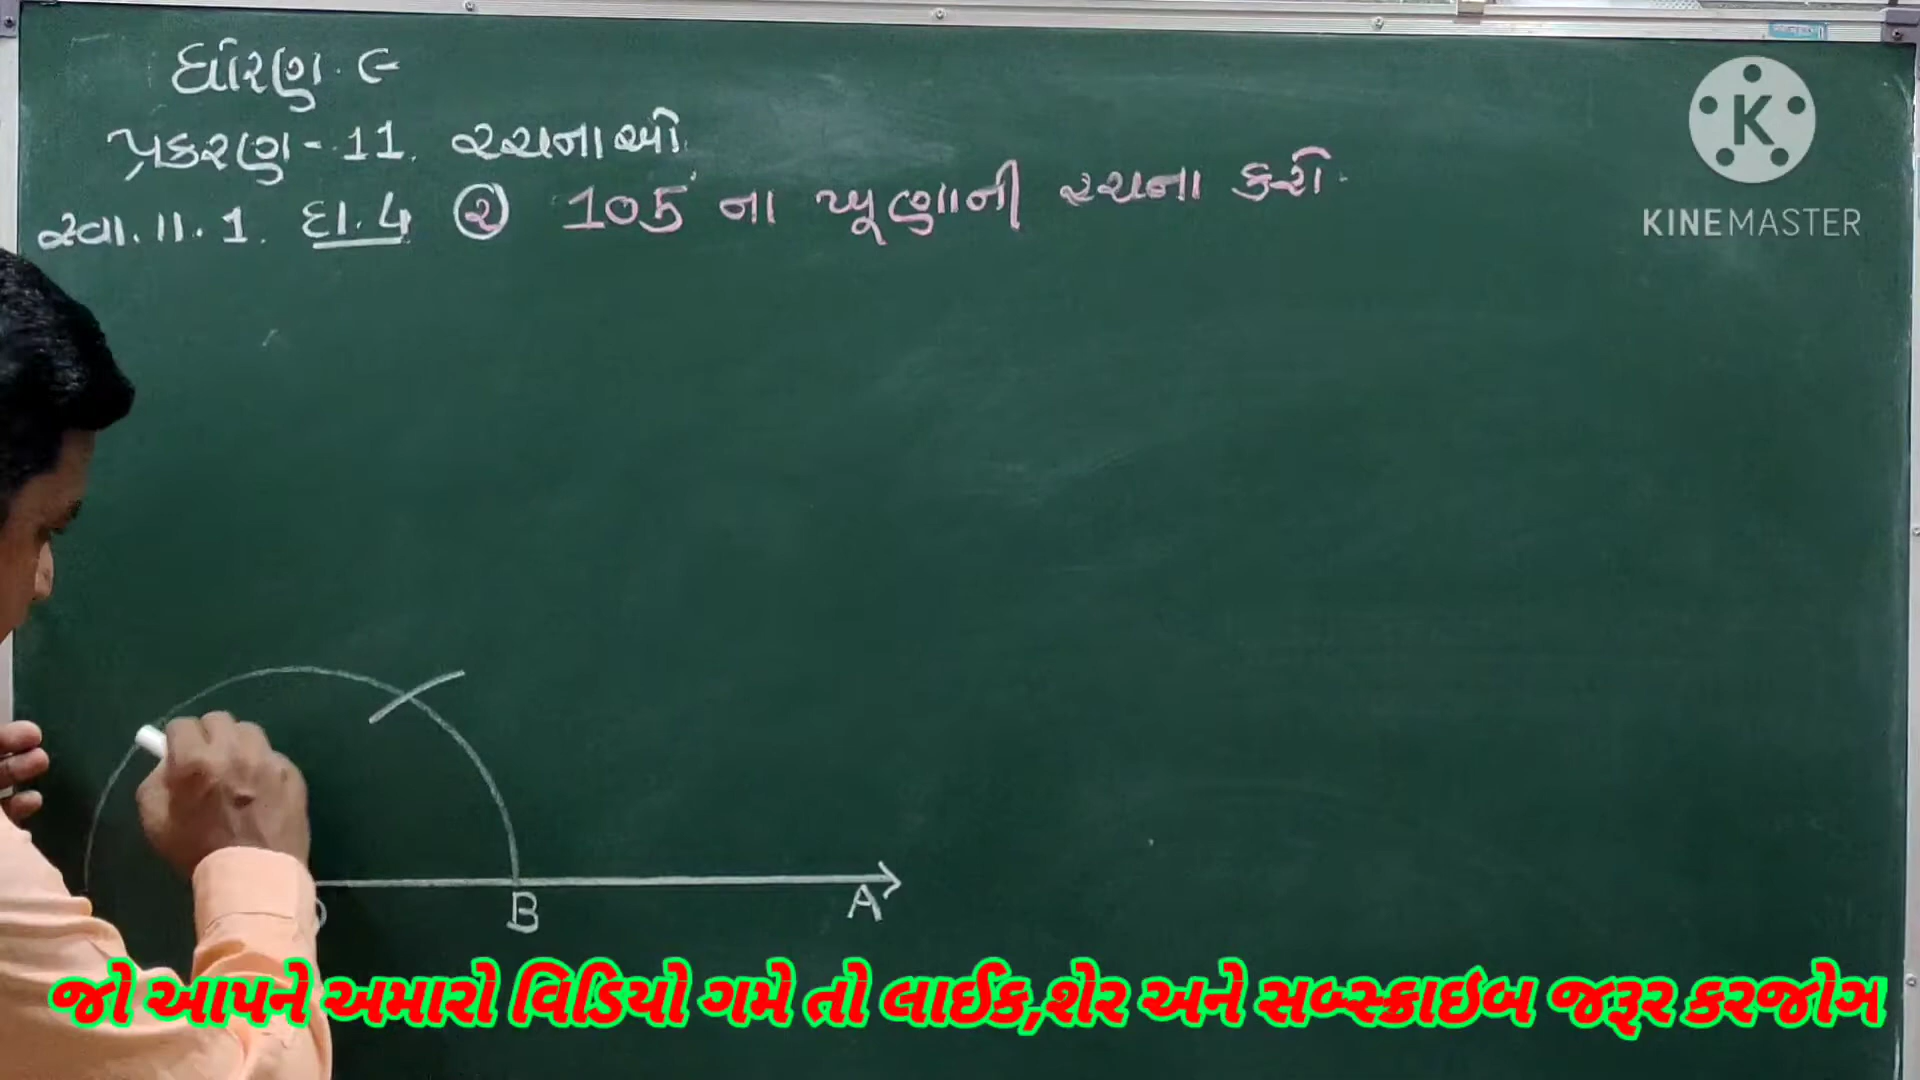 ધોરણ. ૯
પ્રકરણ - 11. રચનાઓ
સ્વા. 11. 1. દા. 4 ૨ 105° ના ખૂણાની રચના કરો.
K
KINEMASTER
B
A
જો આપને અમારો વિડિયો ગમે તો લાઈક,શેર અને સબ્સ્ક્રાઇબ જરૂર કરજો